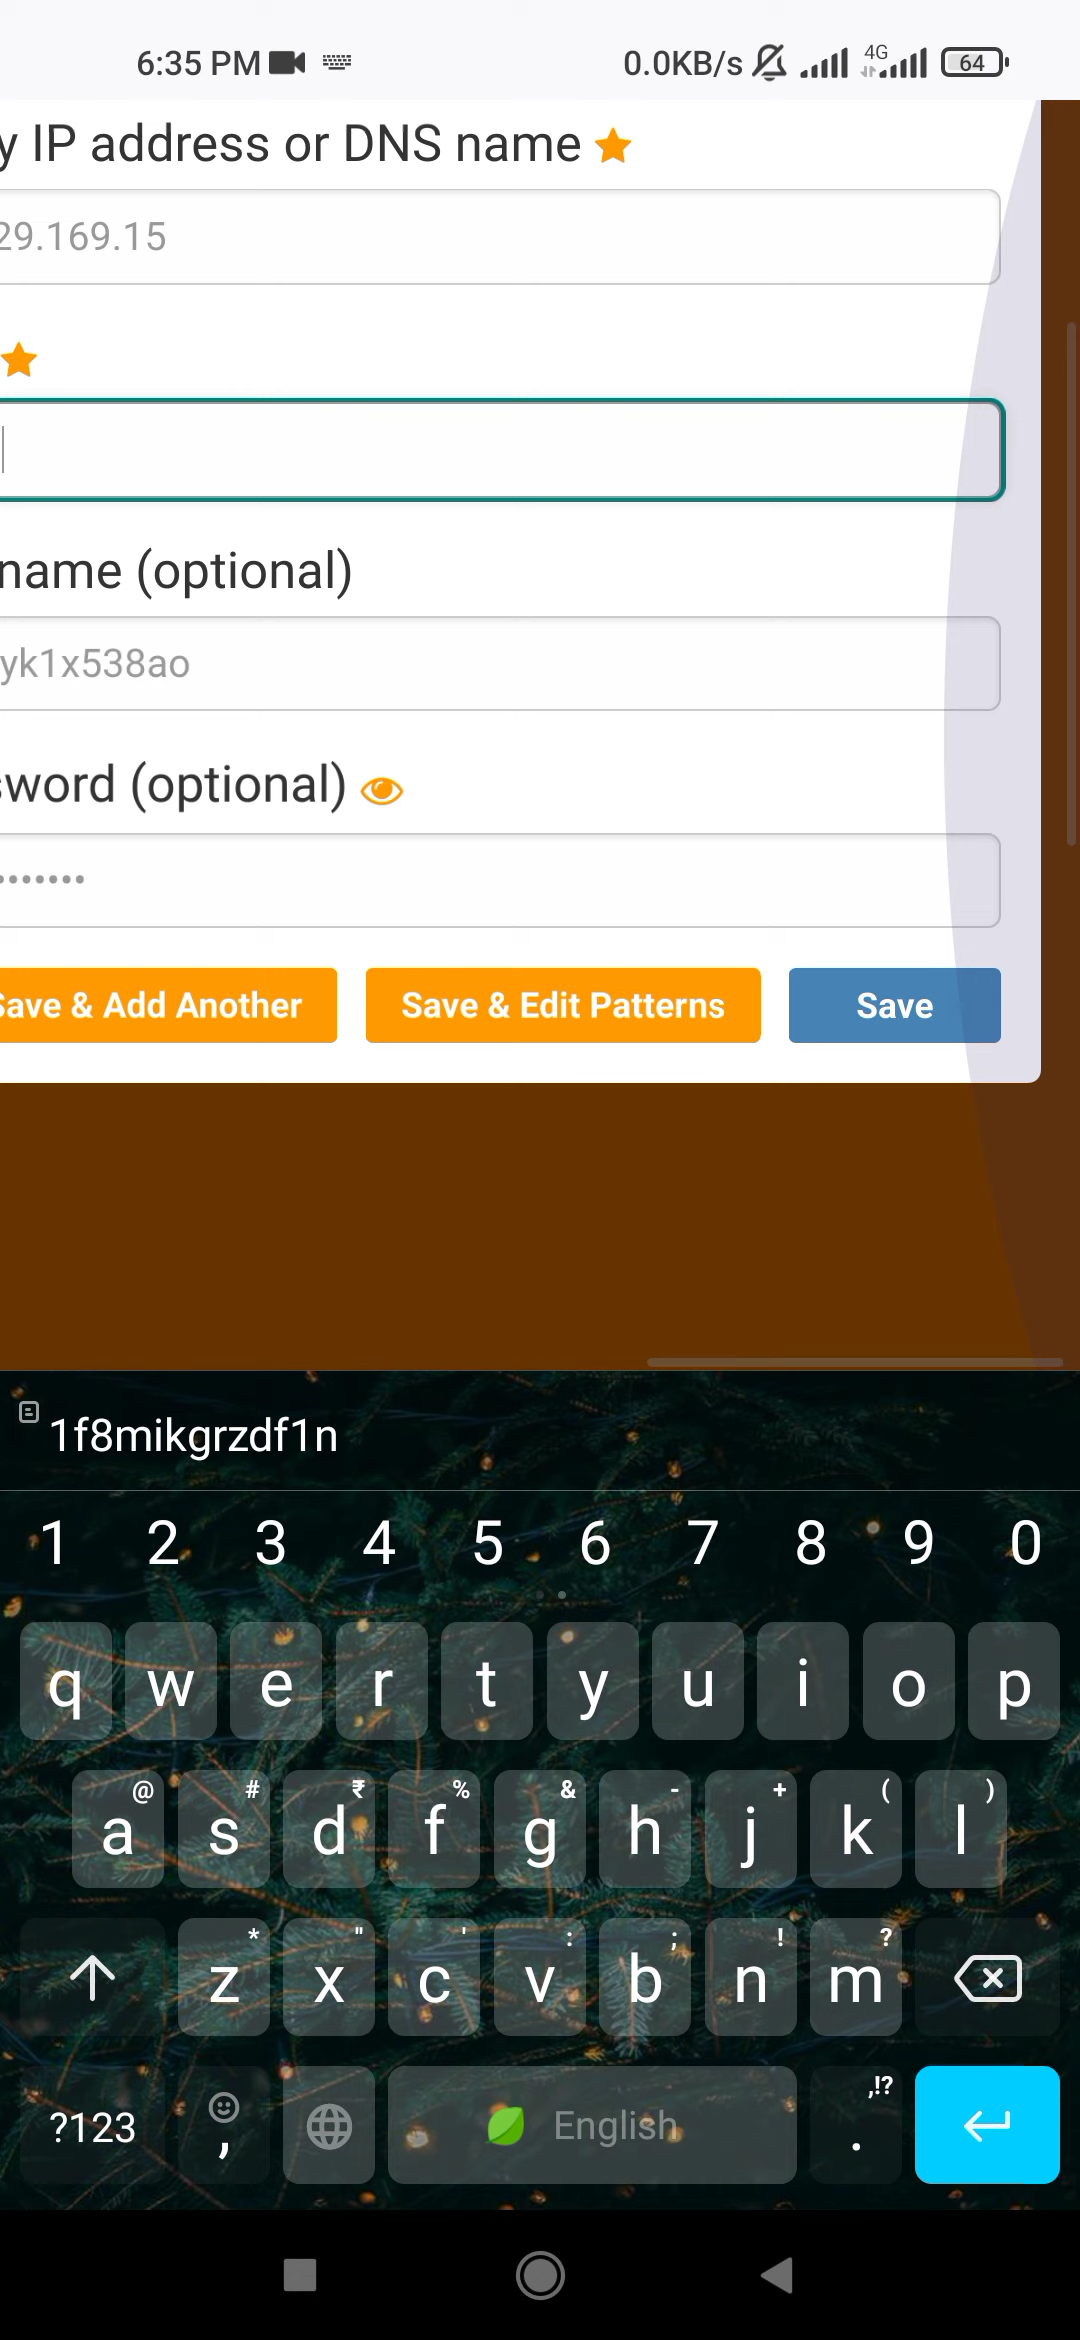 6:35 PM 0.0KB/s 4G 64
y IP address or DNS name
29.169.15
name (optional)
yk1x538ao
sword (optional)
•••••••
Save & Add Another Save & Edit Patterns Save
1f8mikgrzdf1n
1 2 3 4 5 6 7 8 9 0
q w e r t y u i o p
@ # ₹ % & - + ( )
a s d f g h j k l
* " ' : ; ! ?
z x c v b n m
?123 , English . ,!?